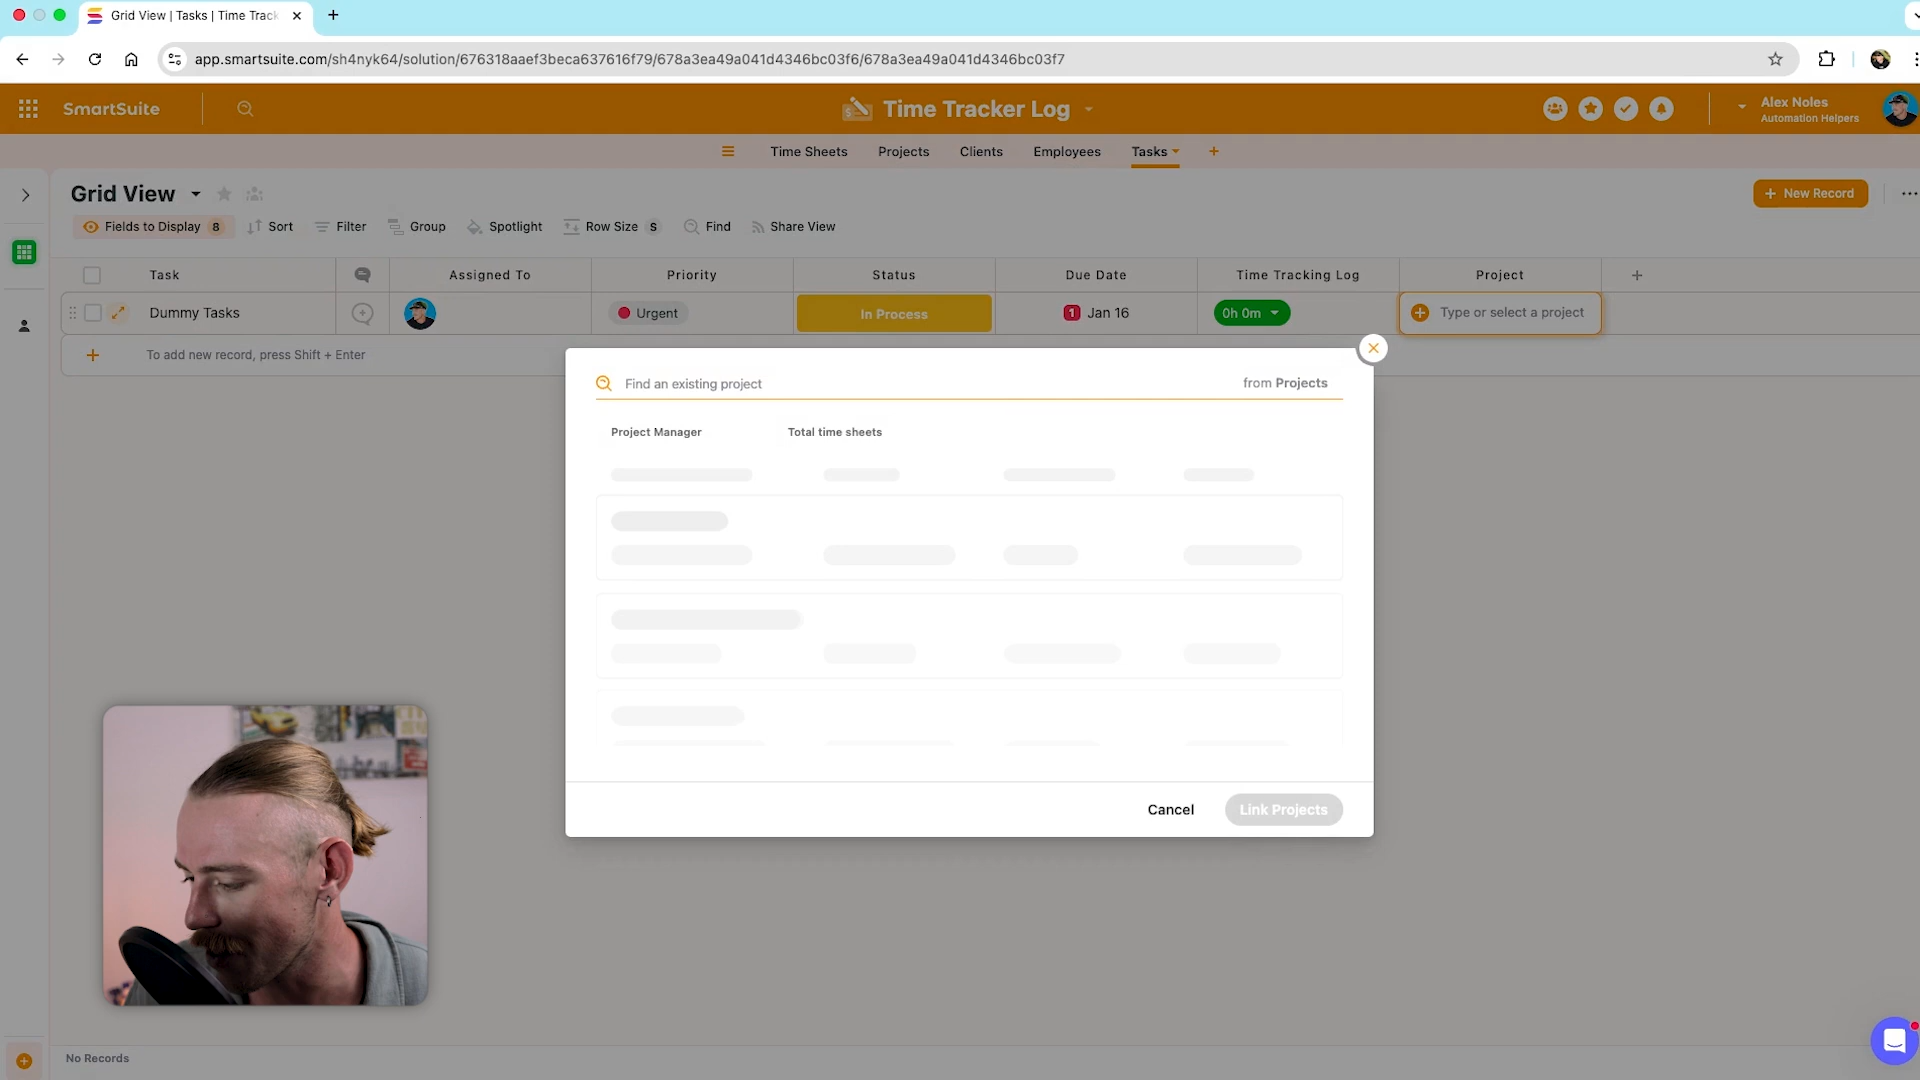 Grid View | Tasks | Time Track
app.smartsuite.com/sh4nyk64/solution/676318aaef3beca637616f79/678a3ea49a041d4346bc03f6/678a3ea49a041d4346bc03f7
SmartSuite
Time Tracker Log
Alex Noles
Automation Helpers
Time Sheets Projects Clients Employees Tasks
Grid View
New Record
Fields to Display 8 Sort Filter Group Spotlight Row Size S Find Share View
Task Assigned To Priority Status Due Date Time Tracking Log Project
Dummy Tasks Urgent In Process 1 Jan 16 0h 0m Type or select a project
To add new record, press Shift + Enter
Find an existing project from Projects
Project Manager Total time sheets
Cancel Link Projects
No Records